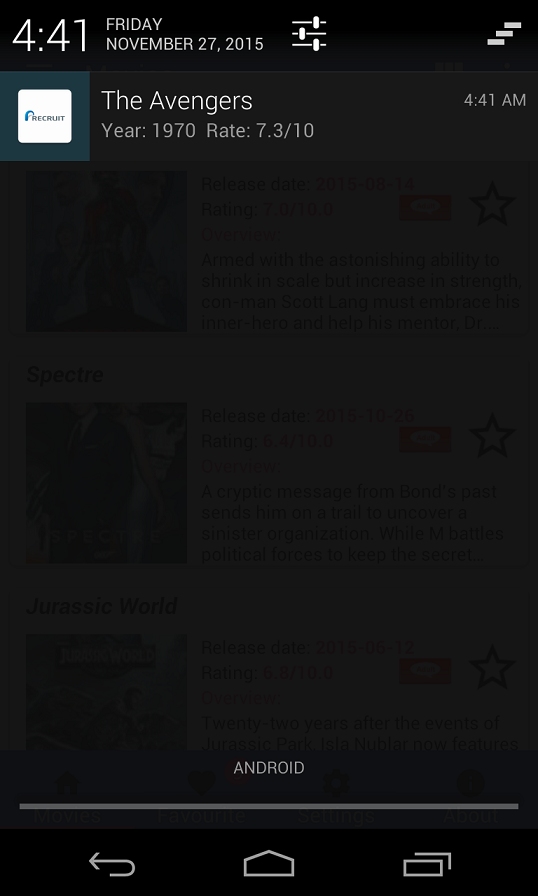 4:41
FRIDAY
NOVEMBER 27, 2015
RECRUIT
The Avengers
4:41 AM
Year: 1970 Rate: 7.3/10
Release date: 2015-08-14
Rating: 7.0/10.0
Overview:
Armed with the astonishing ability to
shrink in scale but increase in strength,
con-man Scott Lang must embrace his
inner-hero and help his mentor, Dr....
Spectre
Release date: 2015-10-26
Rating: 6.4/10.0
Overview:
A cryptic message from Bond's past
sends him on a trail to uncover a
sinister organization. While M battles
political forces to keep the secret...
SPECTRE
Jurassic World
Release date: 2015-06-12
Rating: 6.8/10.0
Overview:
Twenty-two years after the events of
Jurassic Park, Isla Nublar now features
JURASSIC WORLD
ANDROID
Movies
Favourite
Settings
About